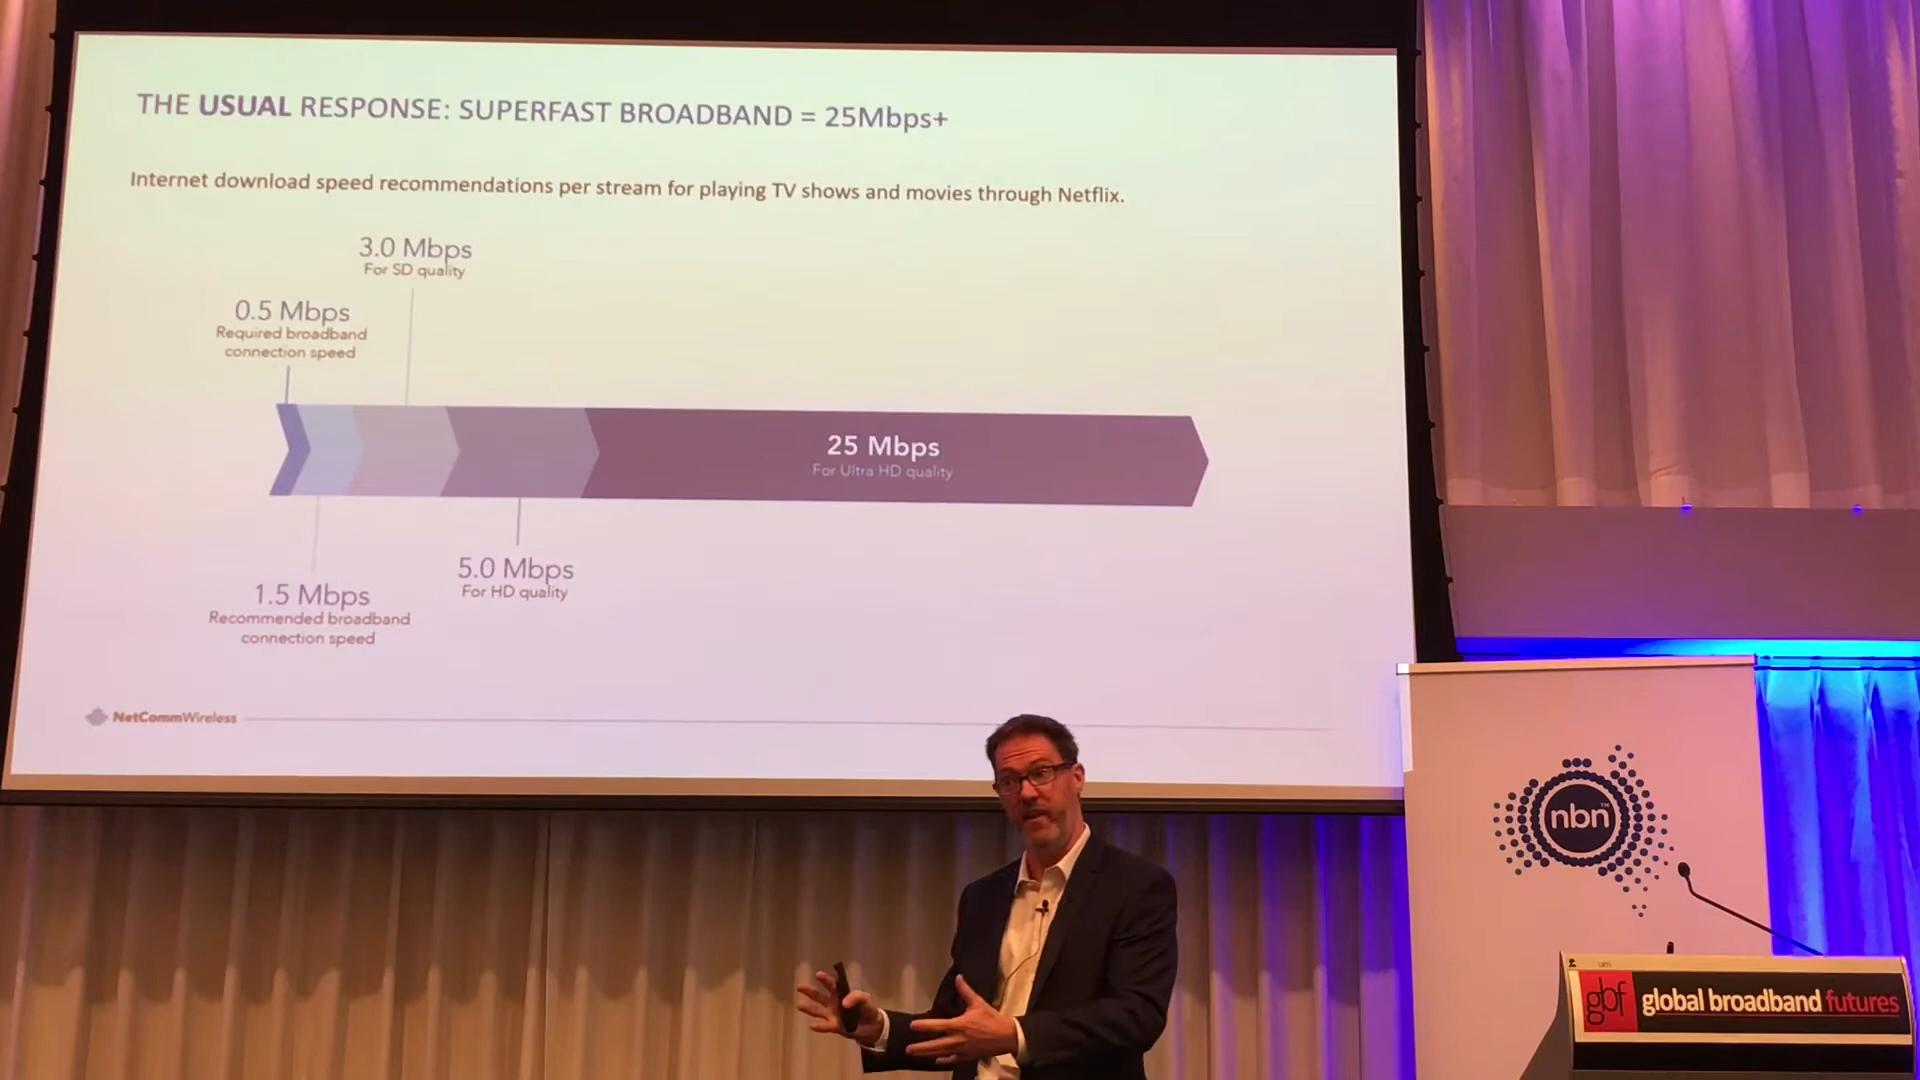 THE USUAL RESPONSE: SUPERFAST BROADBAND = 25Mbps+
Internet download speed recommendations per stream for playing TV shows and movies through Netflix.
3.0 Mbps
For SD quality
0.5 Mbps
Required broadband
connection speed
25 Mbps
For Ultra HD quality
5.0 Mbps
For HD quality
1.5 Mbps
Recommended broadband
connection speed
NetCommWireless
nbn™
gbf global broadband futures